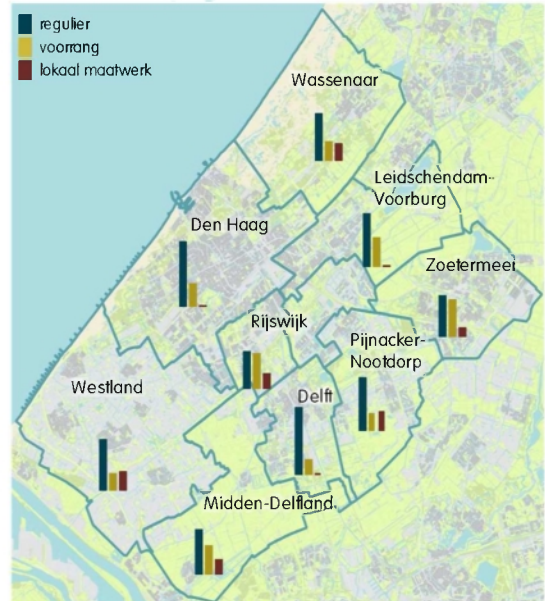 regulier
voorrang
lokaal maatwerk
Wassenaar
Leidschendam-
Voorburg
Den Haag
Zoetermeer
Rijswijk
Pijnacker-
Nootdorp
Westland
Delft
Midden-Delfland